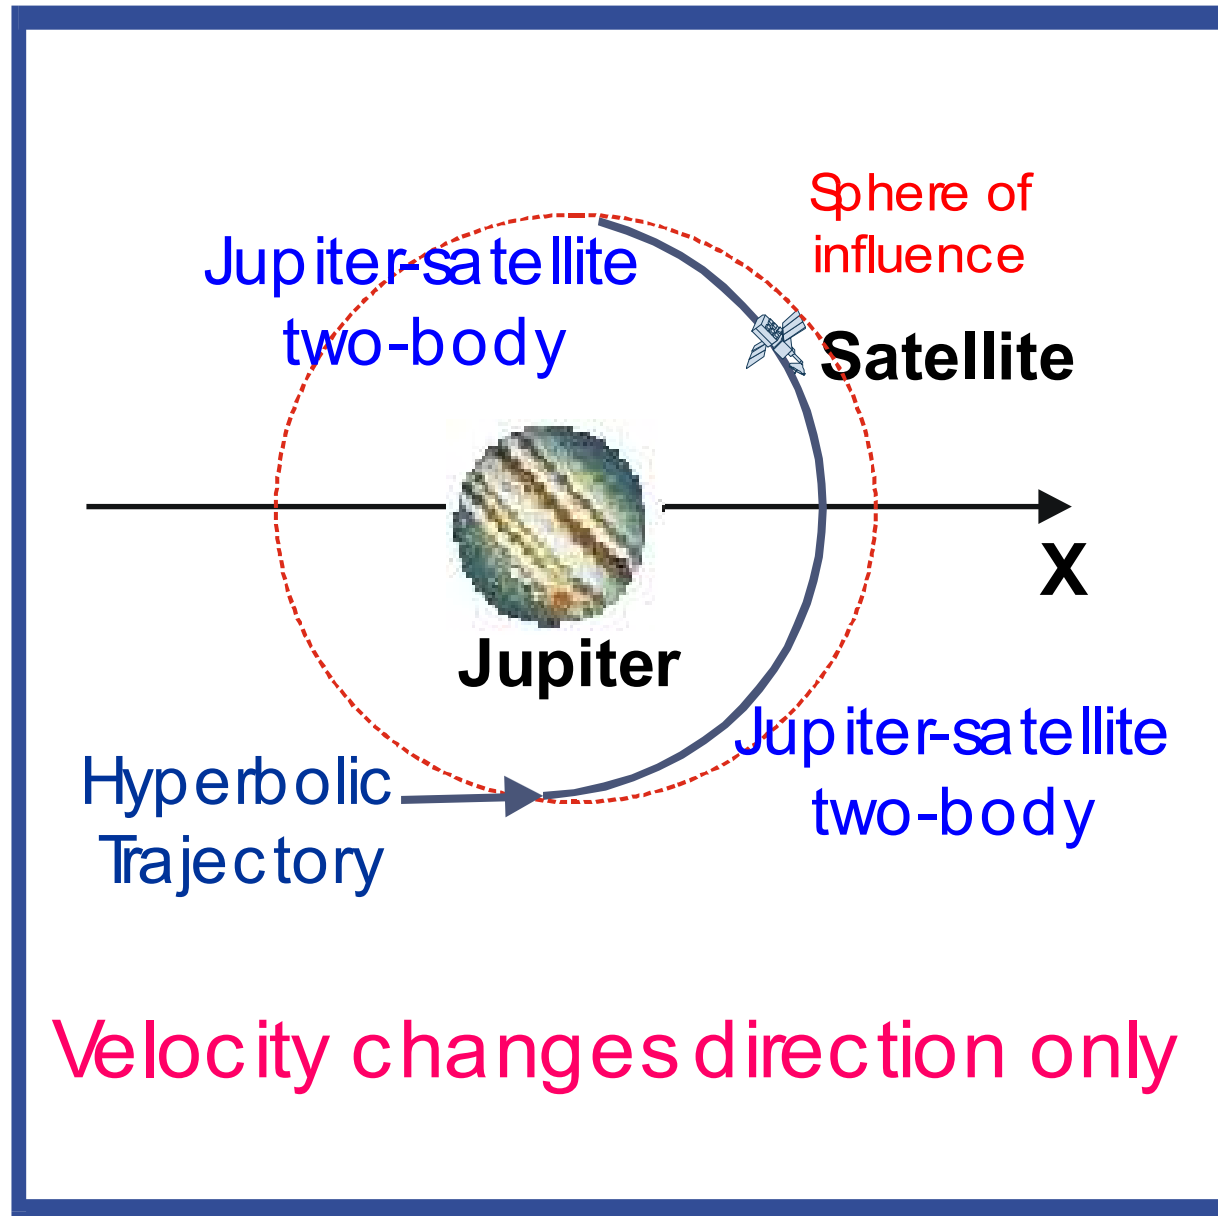 Sphere of
influence
Jupiter-satellite
two-body
Satellite
X
Jupiter
Jupiter-satellite
two-body
Hyperbolic
Trajectory
Velocity changes direction only